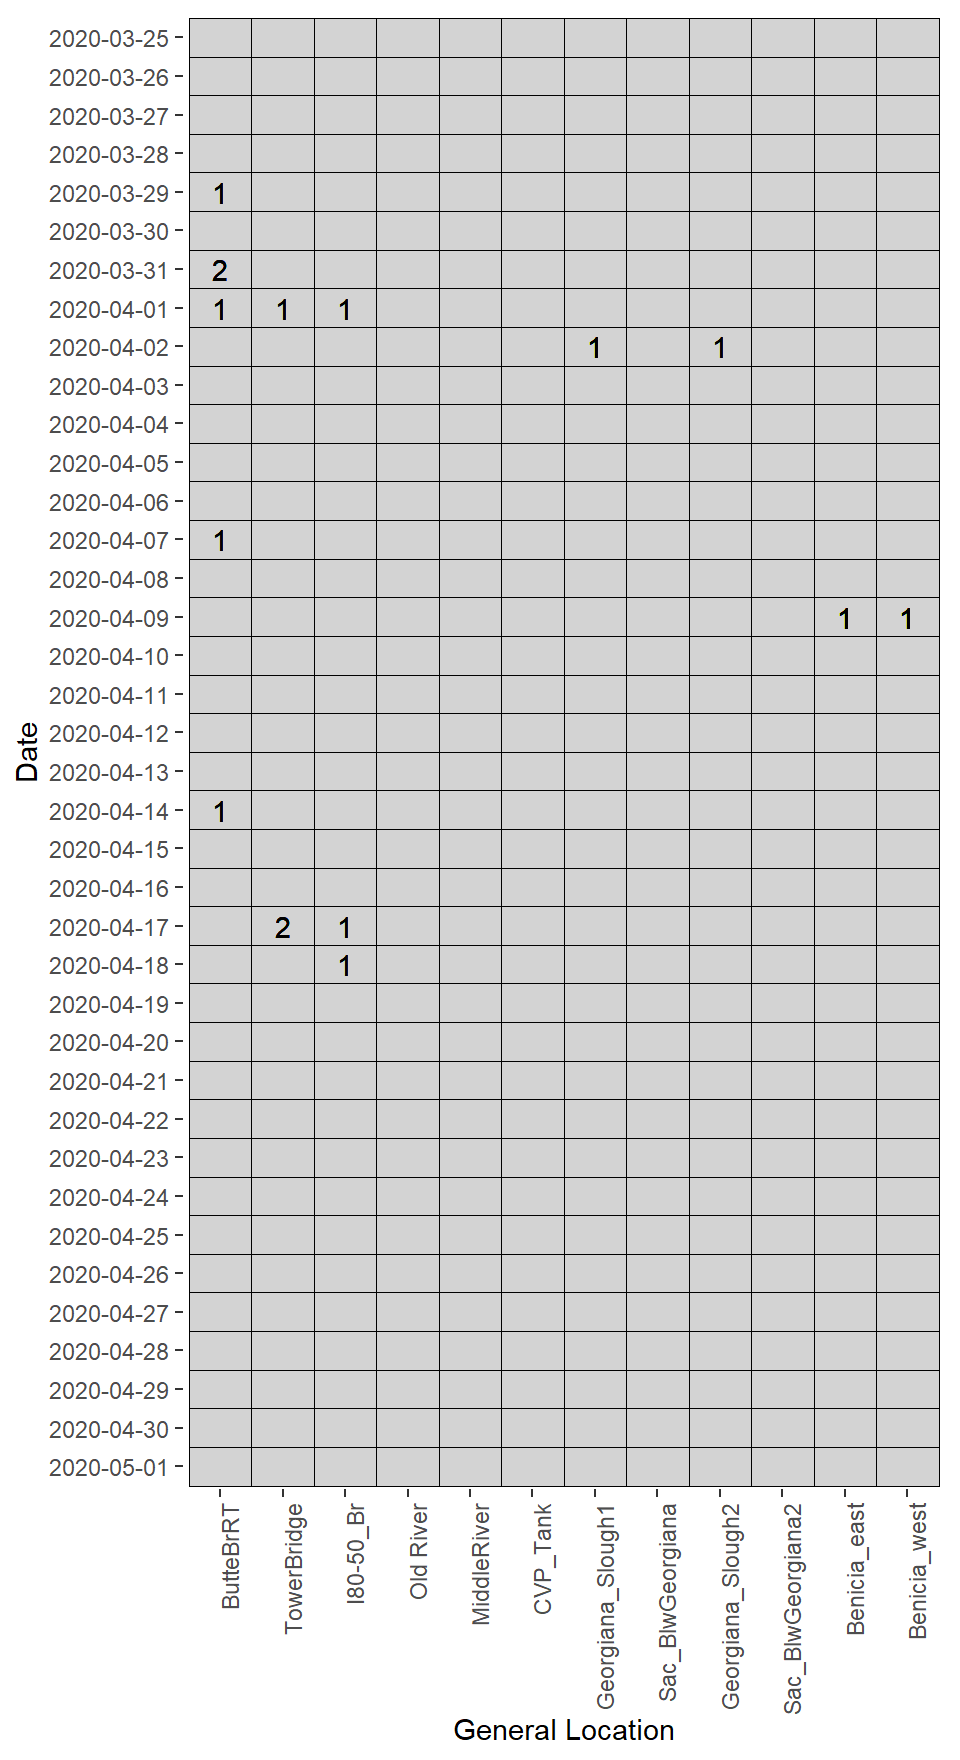 2020-03-25
2020-03-26
2020-03-27
2020-03-28
2020-03-29 1
2020-03-30
2020-03-31 2
2020-04-01 1 1 1
2020-04-02 1 1
2020-04-03
2020-04-04
2020-04-05
2020-04-06
2020-04-07 1
2020-04-08
2020-04-09 1 1
2020-04-10
2020-04-11
2020-04-12
2020-04-13
2020-04-14 1
2020-04-15
2020-04-16
2020-04-17 2 1
2020-04-18 1
2020-04-19
2020-04-20
2020-04-21
2020-04-22
2020-04-23
2020-04-24
2020-04-25
2020-04-26
2020-04-27
2020-04-28
2020-04-29
2020-04-30
2020-05-01
Date
ButteBrRT
TowerBridge
I80-50_Br
Old River
MiddleRiver
CVP_Tank
Georgiana_Slough1
Sac_BlwGeorgiana
Georgiana_Slough2
Sac_BlwGeorgiana2
Benicia_east
Benicia_west
General Location